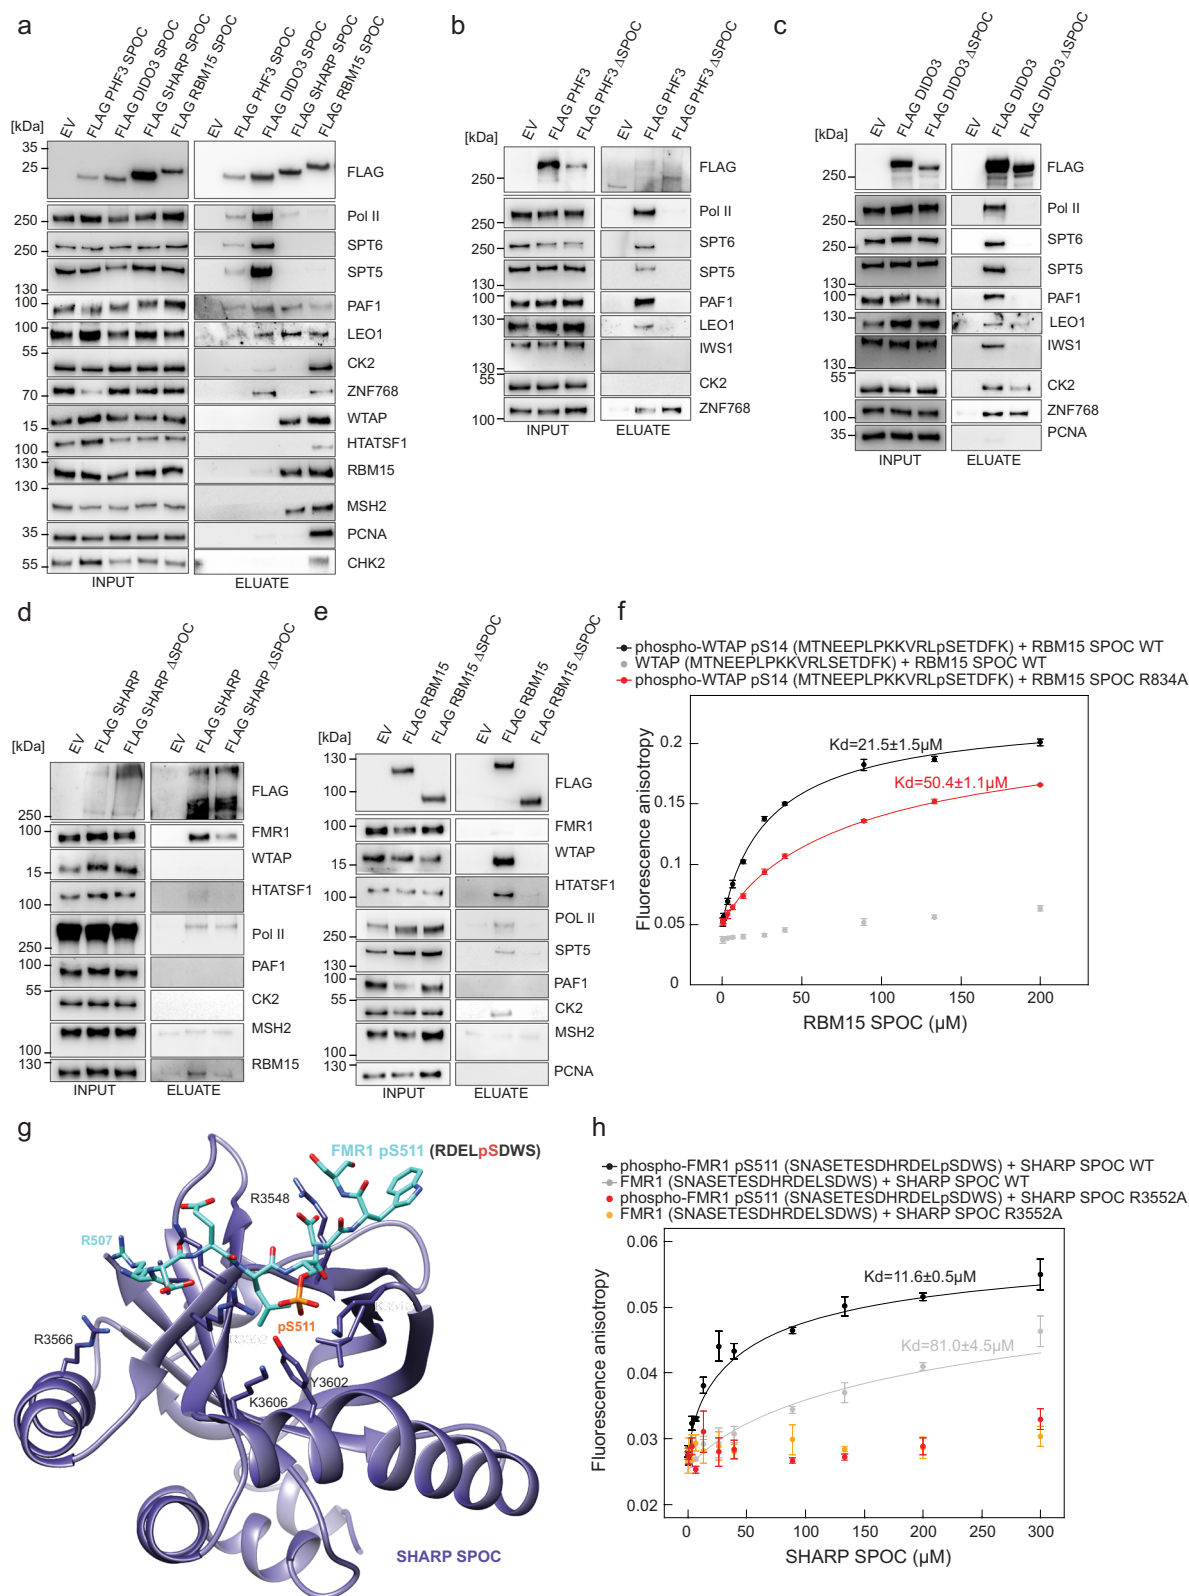 a
EV
FLAG PHF3 SPOC
FLAG DIDO3 SPOC
FLAG SHARP SPOC
FLAG RBM15 SPOC
EV
FLAG PHF3 SPOC
FLAG DIDO3 SPOC
FLAG SHARP SPOC
FLAG RBM15 SPOC
[kDa]
35
25
FLAG
250
Pol II
250
SPT6
SPT5
130
100
PAF1
100
LEO1
55
CK2
70
ZNF768
15
WTAP
100
HTATSF1
130
RBM15
130
MSH2
35
PCNA
55
CHK2
INPUT
ELUATE
b
EV
FLAG PHF3
FLAG PHF3 ΔSPOC
EV
FLAG PHF3
FLAG PHF3 ΔSPOC
[kDa]
250
FLAG
250
Pol II
250
SPT6
130
SPT5
100
PAF1
130
LEO1
IWS1
55
CK2
100
ZNF768
INPUT
ELUATE
c
EV
FLAG DIDO3
FLAG DIDO3 ΔSPOC
EV
FLAG DIDO3
FLAG DIDO3 ΔSPOC
[kDa]
250
FLAG
250
Pol II
250
SPT6
130
SPT5
100
PAF1
130
LEO1
IWS1
130
55
CK2
100
ZNF768
35
PCNA
INPUT
ELUATE
d
EV
FLAG SHARP
FLAG SHARP ΔSPOC
EV
FLAG SHARP
FLAG SHARP ΔSPOC
[kDa]
FLAG
250
100
FMR1
WTAP
15
HTATSF1
100
Pol II
250
100
PAF1
55
CK2
MSH2
100
130
RBM15
INPUT
ELUATE
e
EV
FLAG RBM15
FLAG RBM15 ΔSPOC
EV
FLAG RBM15
FLAG RBM15 ΔSPOC
[kDa]
130
FLAG
100
100
FMR1
WTAP
15
HTATSF1
100
POL II
250
SPT5
130
100
PAF1
55
CK2
MSH2
100
130
PCNA
INPUT
ELUATE
f
phospho-WTAP pS14 (MTNEEPLPKKVRLpSETDFK) + RBM15 SPOC WT
WTAP (MTNEEPLPKKVRLSETDFK) + RBM15 SPOC WT
phospho-WTAP pS14 (MTNEEPLPKKVRLpSETDFK) + RBM15 SPOC R834A
Fluorescence anisotropy
0.2
0.15
0.1
0.05
0
Kd=21.5±1.5µM
Kd=50.4±1.1µM
0
50
100
150
200
RBM15 SPOC (µM)
g
FMR1 pS511 (RDELpSDWS)
R3548
R507
pS511
R3566
Y3602
K3606
SHARP SPOC
h
phospho-FMR1 pS511 (SNASETESDHRDELpSDWS) + SHARP SPOC WT
FMR1 (SNASETESDHRDELSDWS) + SHARP SPOC WT
phospho-FMR1 pS511 (SNASETESDHRDELpSDWS) + SHARP SPOC R3552A
FMR1 (SNASETESDHRDELSDWS) + SHARP SPOC R3552A
Fluorescence anisotropy
0.06
0.05
0.04
0.03
0.02
Kd=11.6±0.5µM
Kd=81.0±4.5µM
0
50
100
150
200
250
300
SHARP SPOC (µM)